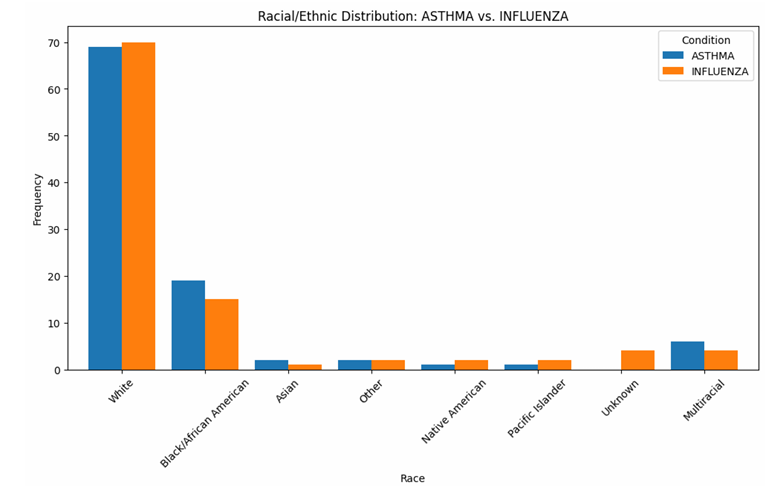 Racial/Ethnic Distribution: ASTHMA vs. INFLUENZA
Condition
ASTHMA
INFLUENZA
Frequency
70
60
50
40
30
20
10
0
White
Black/African American
Asian
Other
Native American
Pacific Islander
Unknown
Multiracial
Race